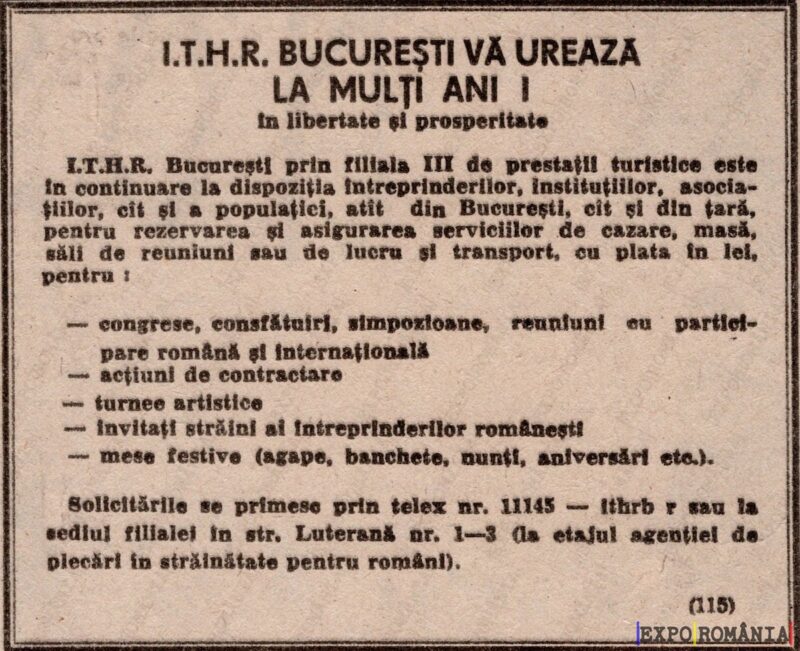 I.T.H.R. BUCUREȘTI VĂ UREAZĂ
LA MULȚI ANI !
în libertate și prosperitate
I.T.H.R. București prin filiala III de prestații turistice este
în continuare la dispoziția întreprinderilor, instituțiilor, asocia-
țiilor, cît și a populației, atît din București, cît și din țară,
pentru rezervarea și asigurarea serviciilor de cazare, masă,
săli de reuniuni sau de lucru și transport, cu plata în lei,
pentru :
— congrese, consfătuiri, simpozioane, reuniuni cu partici-
pare română și internațională
— acțiuni de contractare
— turnee artistice
— invitați străini ai întreprinderilor românești
— mese festive (agape, banchete, nunți, aniversări etc.).
Solicitările se primesc prin telex nr. 11145 — ithrb r sau la
sediul filialei în str. Luterană nr. 1—3 (la etajul agenției de
plecări în străinătate pentru români).
(115)
EXPO ROMÂNIA